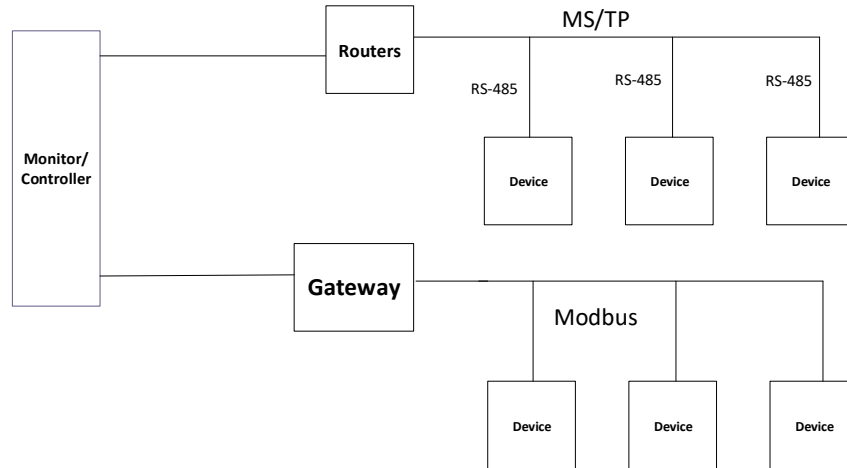 MS/TP
Routers
RS-485
RS-485
RS-485
Monitor/
Controller
Device
Device
Device
Gateway
Modbus
Device
Device
Device